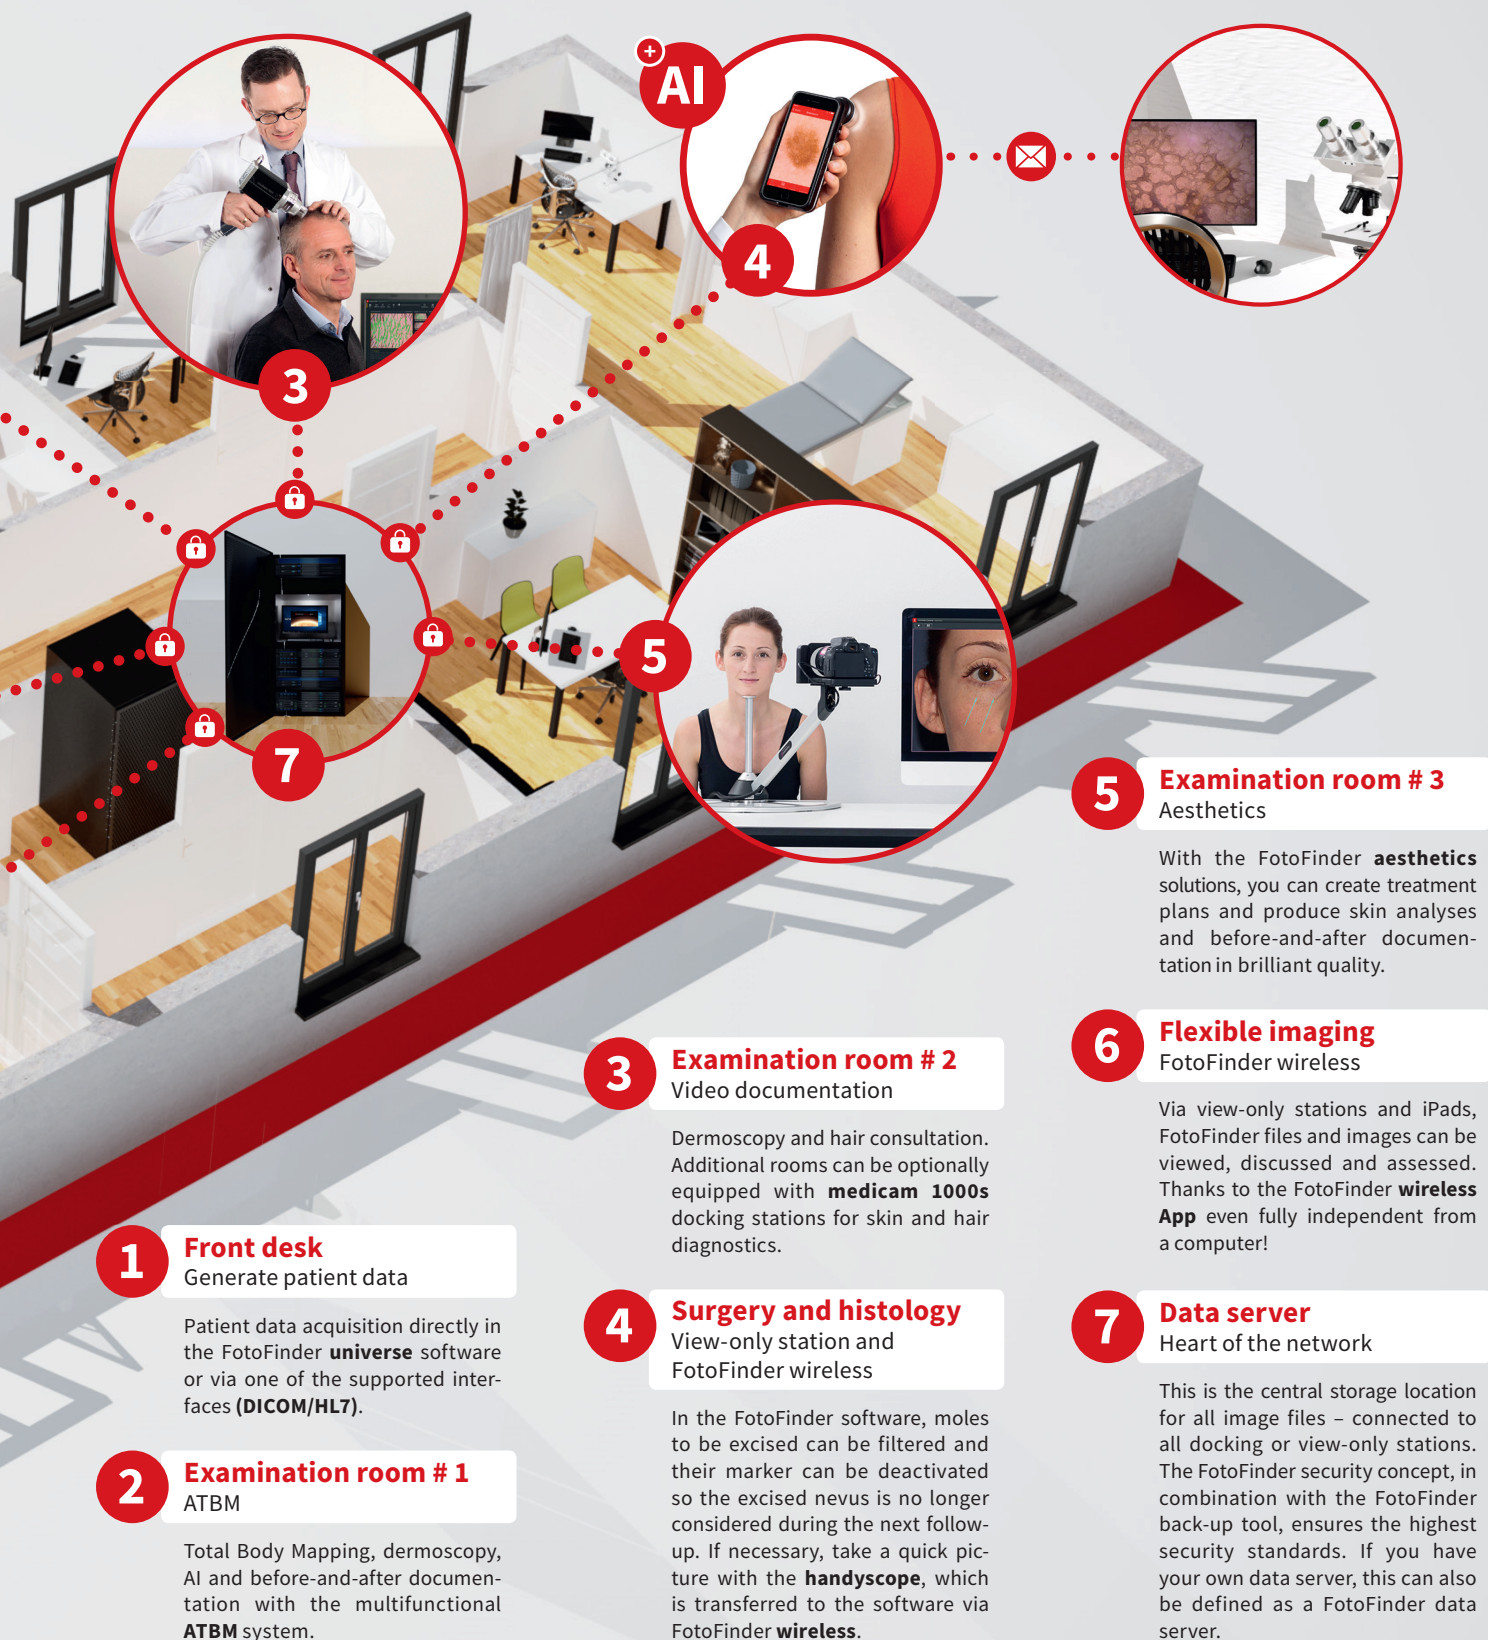 AI
3
4
5
7
1
Front desk
Generate patient data
Patient data acquisition directly in
the FotoFinder universe software
or via one of the supported inter-
faces (DICOM/HL7).
2
Examination room # 1
ATBM
Total Body Mapping, dermoscopy,
AI and before-and-after documen-
tation with the multifunctional
ATBM system.
3
Examination room # 2
Video documentation
Dermoscopy and hair consultation.
Additional rooms can be optionally
equipped with medicam 1000s
docking stations for skin and hair
diagnostics.
4
Surgery and histology
View-only station and
FotoFinder wireless
In the FotoFinder software, moles
to be excised can be filtered and
their marker can be deactivated
so the excised nevus is no longer
considered during the next follow-
up. If necessary, take a quick pic-
ture with the handyscope, which
is transferred to the software via
FotoFinder wireless.
5
Examination room # 3
Aesthetics
With the FotoFinder aesthetics
solutions, you can create treatment
plans and produce skin analyses
and before-and-after documen-
tation in brilliant quality.
6
Flexible imaging
FotoFinder wireless
Via view-only stations and iPads,
FotoFinder files and images can be
viewed, discussed and assessed.
Thanks to the FotoFinder wireless
App even fully independent from
a computer!
7
Data server
Heart of the network
This is the central storage location
for all image files – connected to
all docking or view-only stations.
The FotoFinder security concept, in
combination with the FotoFinder
back-up tool, ensures the highest
security standards. If you have
your own data server, this can also
be defined as a FotoFinder data
server.